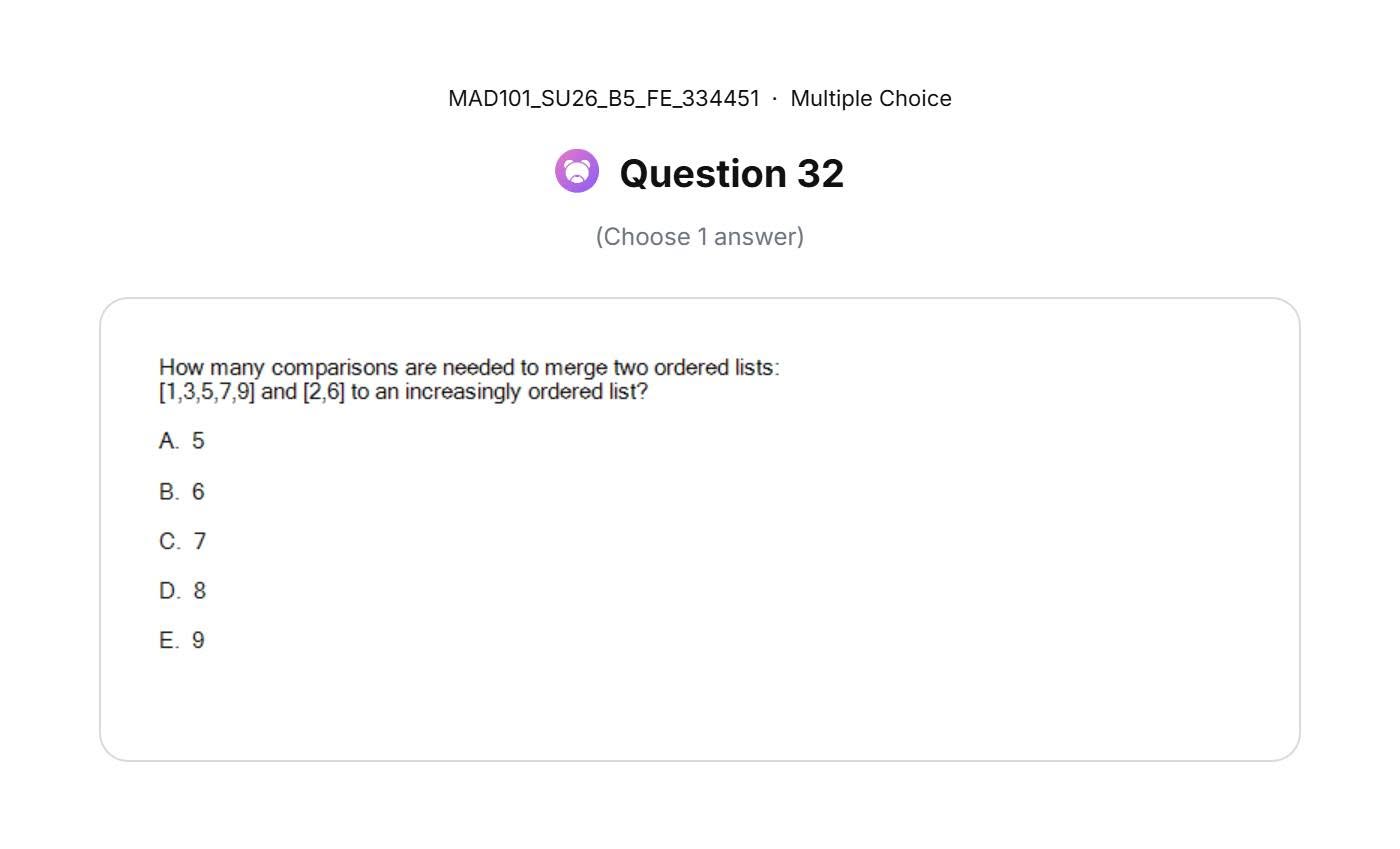 MAD101_SU26_B5_FE_334451 · Multiple Choice
Question 32
(Choose 1 answer)
How many comparisons are needed to merge two ordered lists:
[1,3,5,7,9] and [2,6] to an increasingly ordered list?
A. 5
B. 6
C. 7
D. 8
E. 9